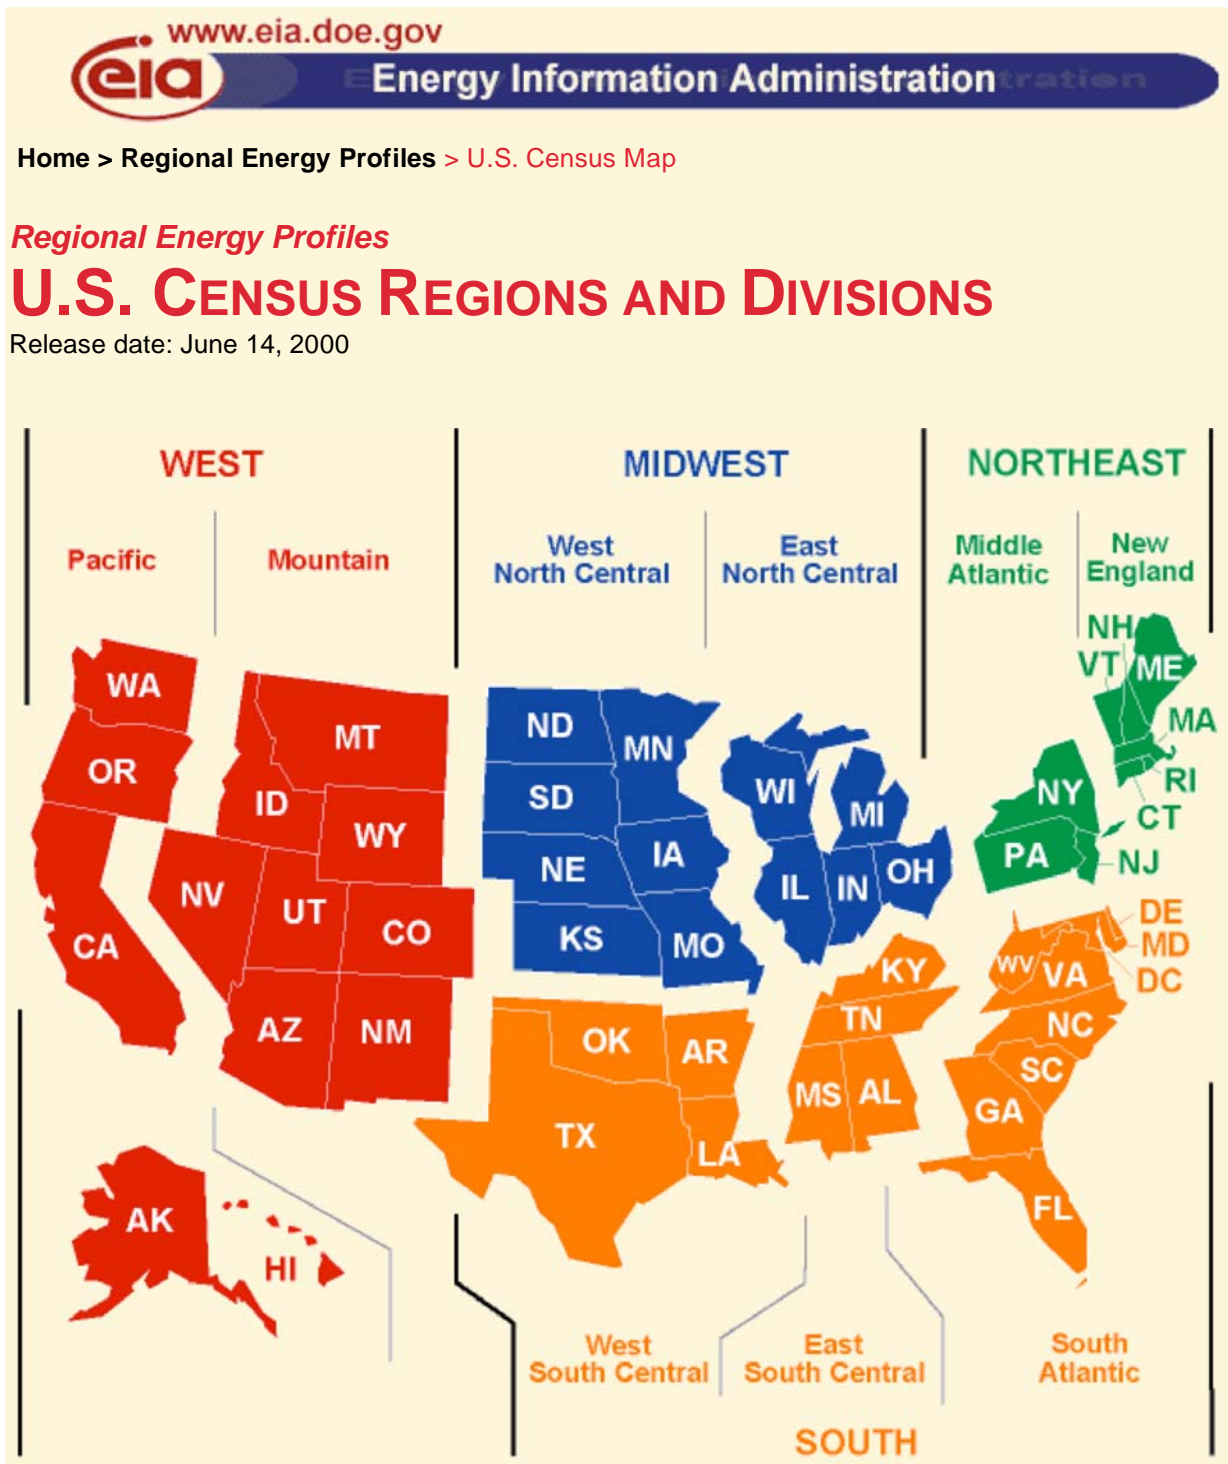 www.eia.doe.gov
eia
Energy Information Administration
Home > Regional Energy Profiles > U.S. Census Map
Regional Energy Profiles
U.S. CENSUS REGIONS AND DIVISIONS
Release date: June 14, 2000
WEST
MIDWEST
NORTHEAST
Pacific
Mountain
West
North Central
East
North Central
Middle
Atlantic
New
England
NH
VT
ME
WA
MT
ND
MN
MA
OR
ID
WY
SD
WI
MI
NY
RI
CT
NV
UT
CO
NE
IA
IL
IN
OH
PA
NJ
CA
KS
MO
KY
WV
VA
DE
MD
DC
AZ
NM
OK
AR
TN
NC
SC
TX
LA
MS
AL
GA
FL
AK
HI
West
South Central
East
South Central
South
Atlantic
SOUTH